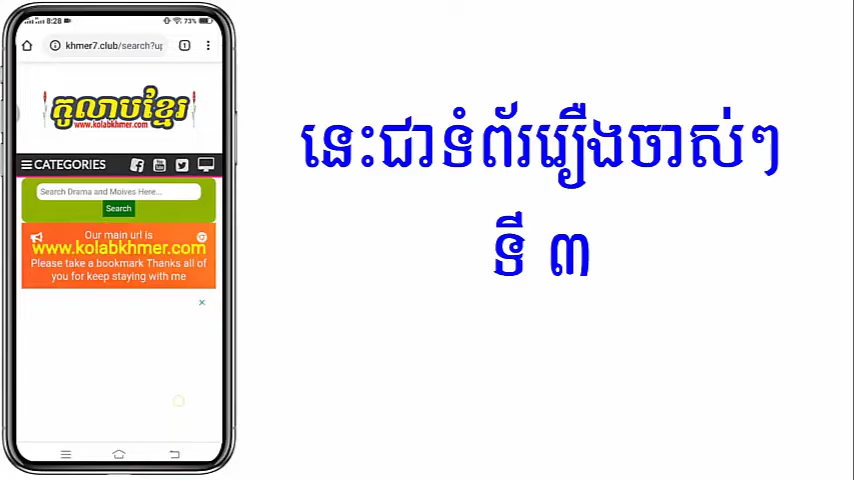 8:28
73%
khmer7.club/search?up
1
កូលាបខ្មែរ
www.kolabkhmer.com
CATEGORIES
Search Drama and Moives Here...
Search
Our main url is
www.kolabkhmer.com
Please take a bookmark Thanks all of
you for keep staying with me
នេះជាទំព័ររឿងចាស់ៗ
ទី ៣